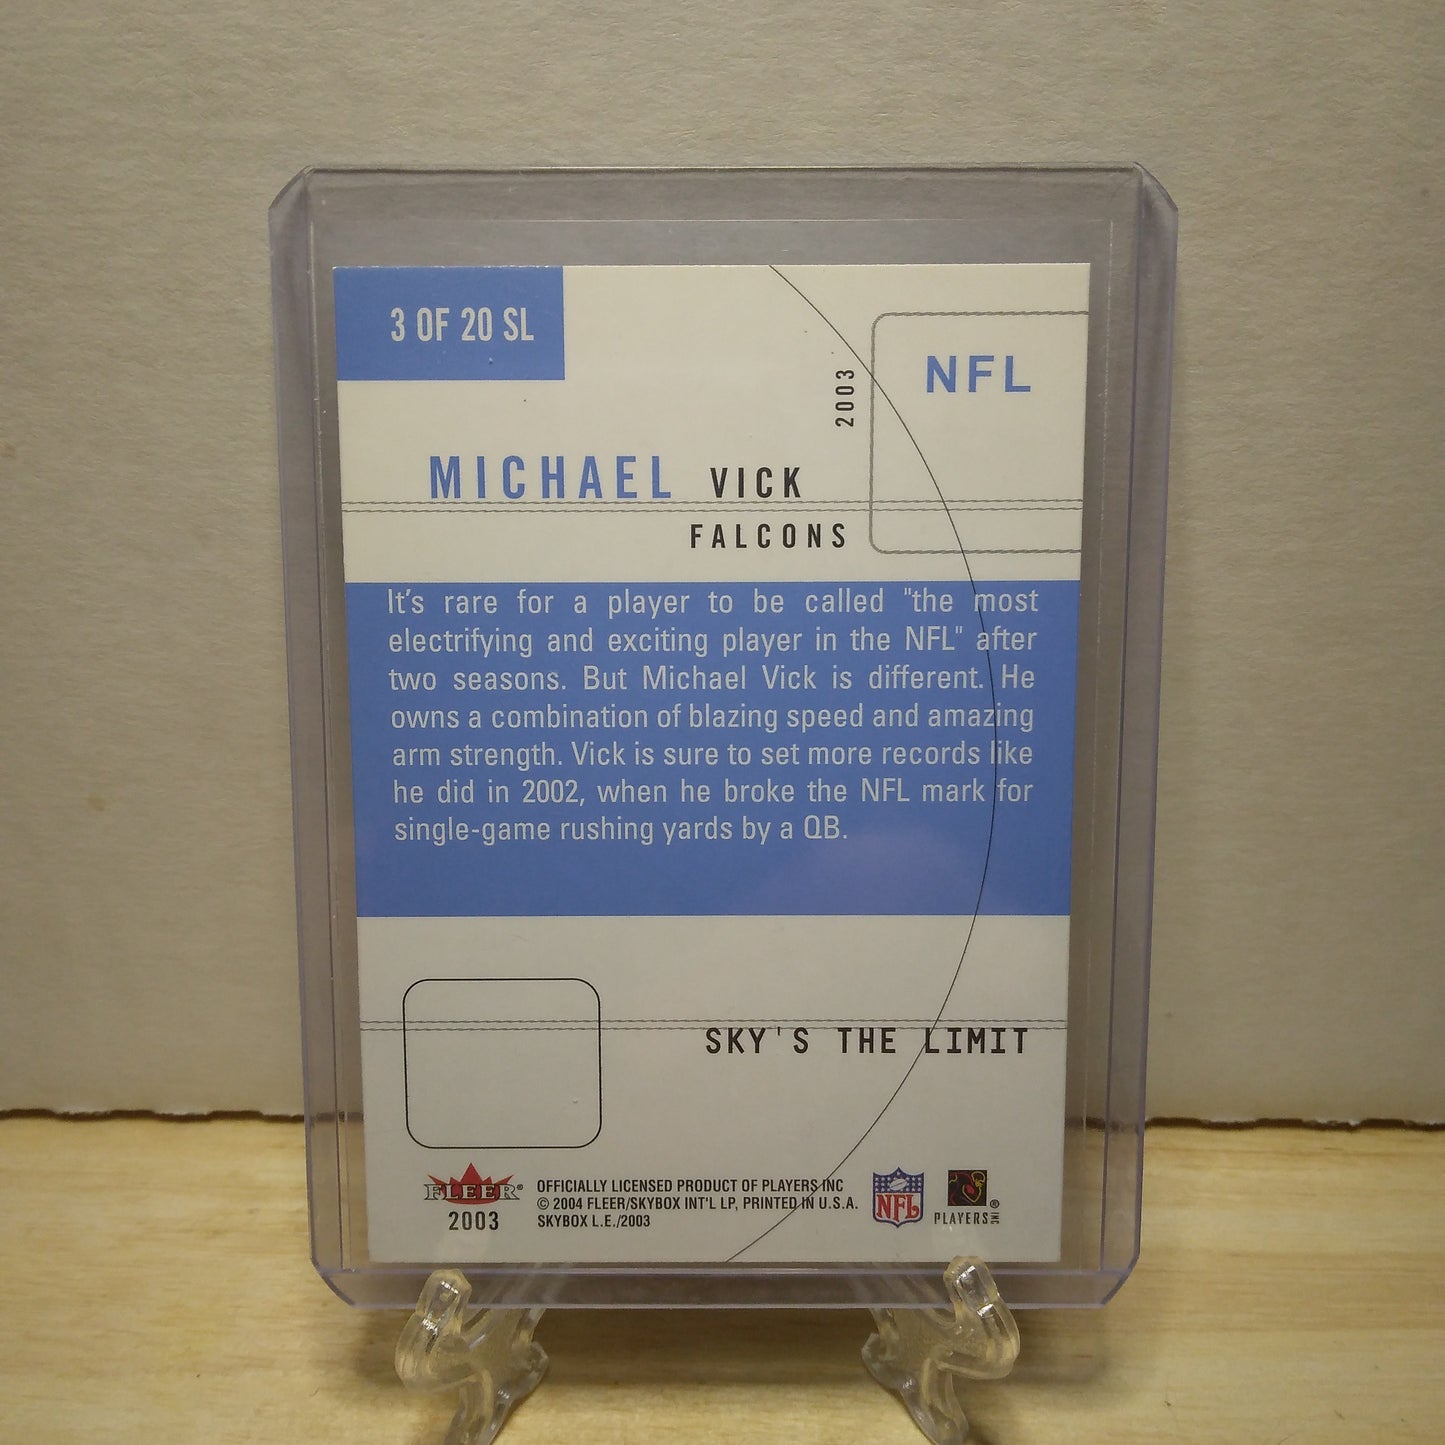 3 OF 20 SL
2003
NFL
MICHAEL VICK
FALCONS
It's rare for a player to be called "the most
electrifying and exciting player in the NFL" after
two seasons. But Michael Vick is different. He
owns a combination of blazing speed and amazing
arm strength. Vick is sure to set more records like
he did in 2002, when he broke the NFL mark for
single-game rushing yards by a QB.
SKY'S THE LIMIT
FLEER®
2003
OFFICIALLY LICENSED PRODUCT OF PLAYERS INC
© 2004 FLEER/SKYBOX INT'L LP, PRINTED IN U.S.A.
SKYBOX L.E./2003
NFL
PLAYERS INC ®